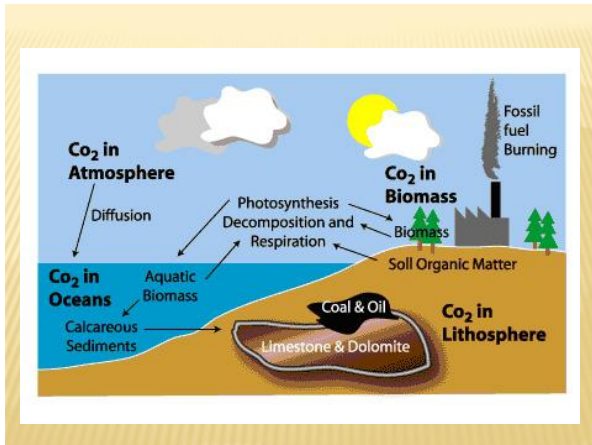 Fossil
fuel
Burning
Co₂ in
Atmosphere
Co₂ in
Biomass
Photosynthesis
Diffusion
Decomposition and
Biomass
Respiration
Soll Organic Matter
Co₂ in
Oceans
Aquatic
Biomass
Coal & Oil
Co₂ in
Lithosphere
Calcareous
Sediments
Limestone & Dolomite